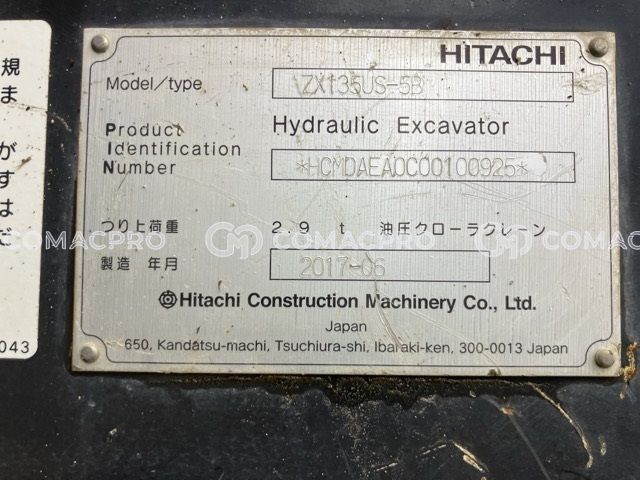 規
ま
が
す
は
だ
043
HITACHI
Model/type ZX135US-5B
Product Hydraulic Excavator
Identification
Number *HCMDAEA0C00100925*
つり上荷重 2.9 t 油圧クローラクレーン
COMACPRO COMACPRO COMACPRO
製造 年月 2017-06
Hitachi Construction Machinery Co., Ltd.
Japan
650, Kandatsu-machi, Tsuchiura-shi, Ibaraki-ken, 300-0013 Japan